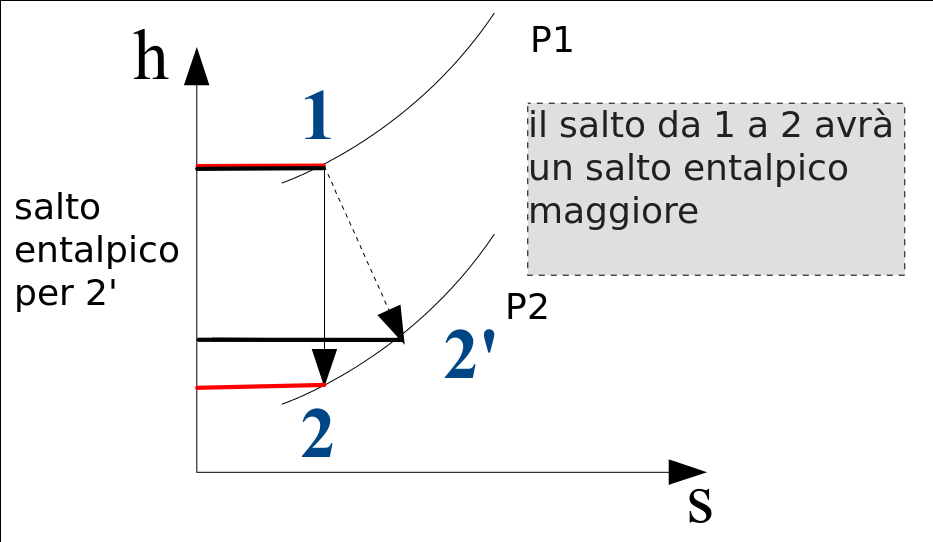 h
P1
1
il salto da 1 a 2 avrà
un salto entalpico
maggiore
salto
entalpico
per 2'
P2
2'
2
s